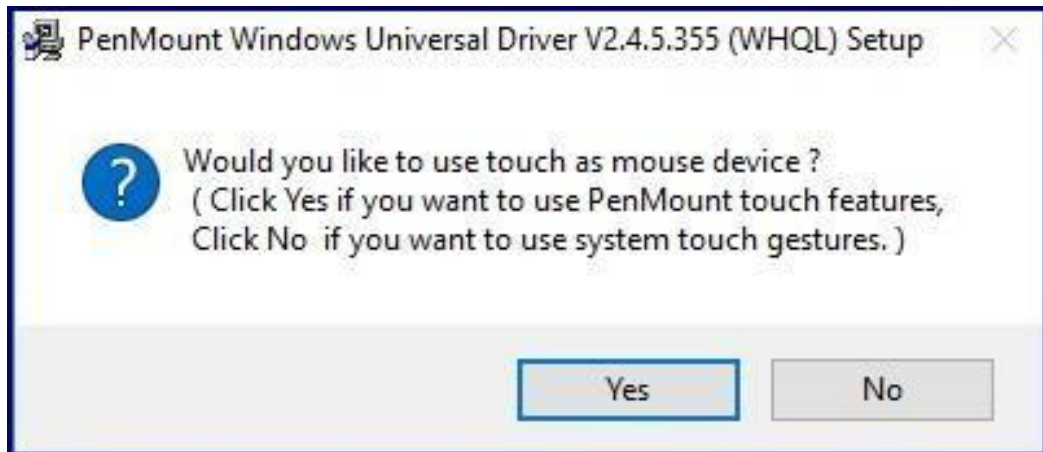 PenMount Windows Universal Driver V2.4.5.355 (WHQL) Setup
?
Would you like to use touch as mouse device ?
( Click Yes if you want to use PenMount touch features,
Click No  if you want to use system touch gestures. )
Yes
No